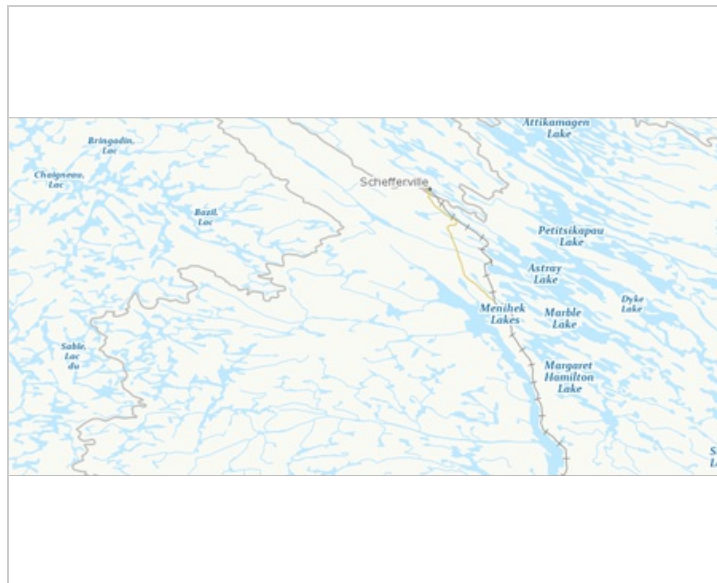 Attikamagen
Lake
Bringadin,
Lac
Chaigneau,
Lac
Schefferville
Bazil,
Lac
Petitsikapau
Lake
Astray
Lake
Dyke
Lake
Menihek
Lakes
Marble
Lake
Sable,
Lac
du
Margaret
Hamilton
Lake